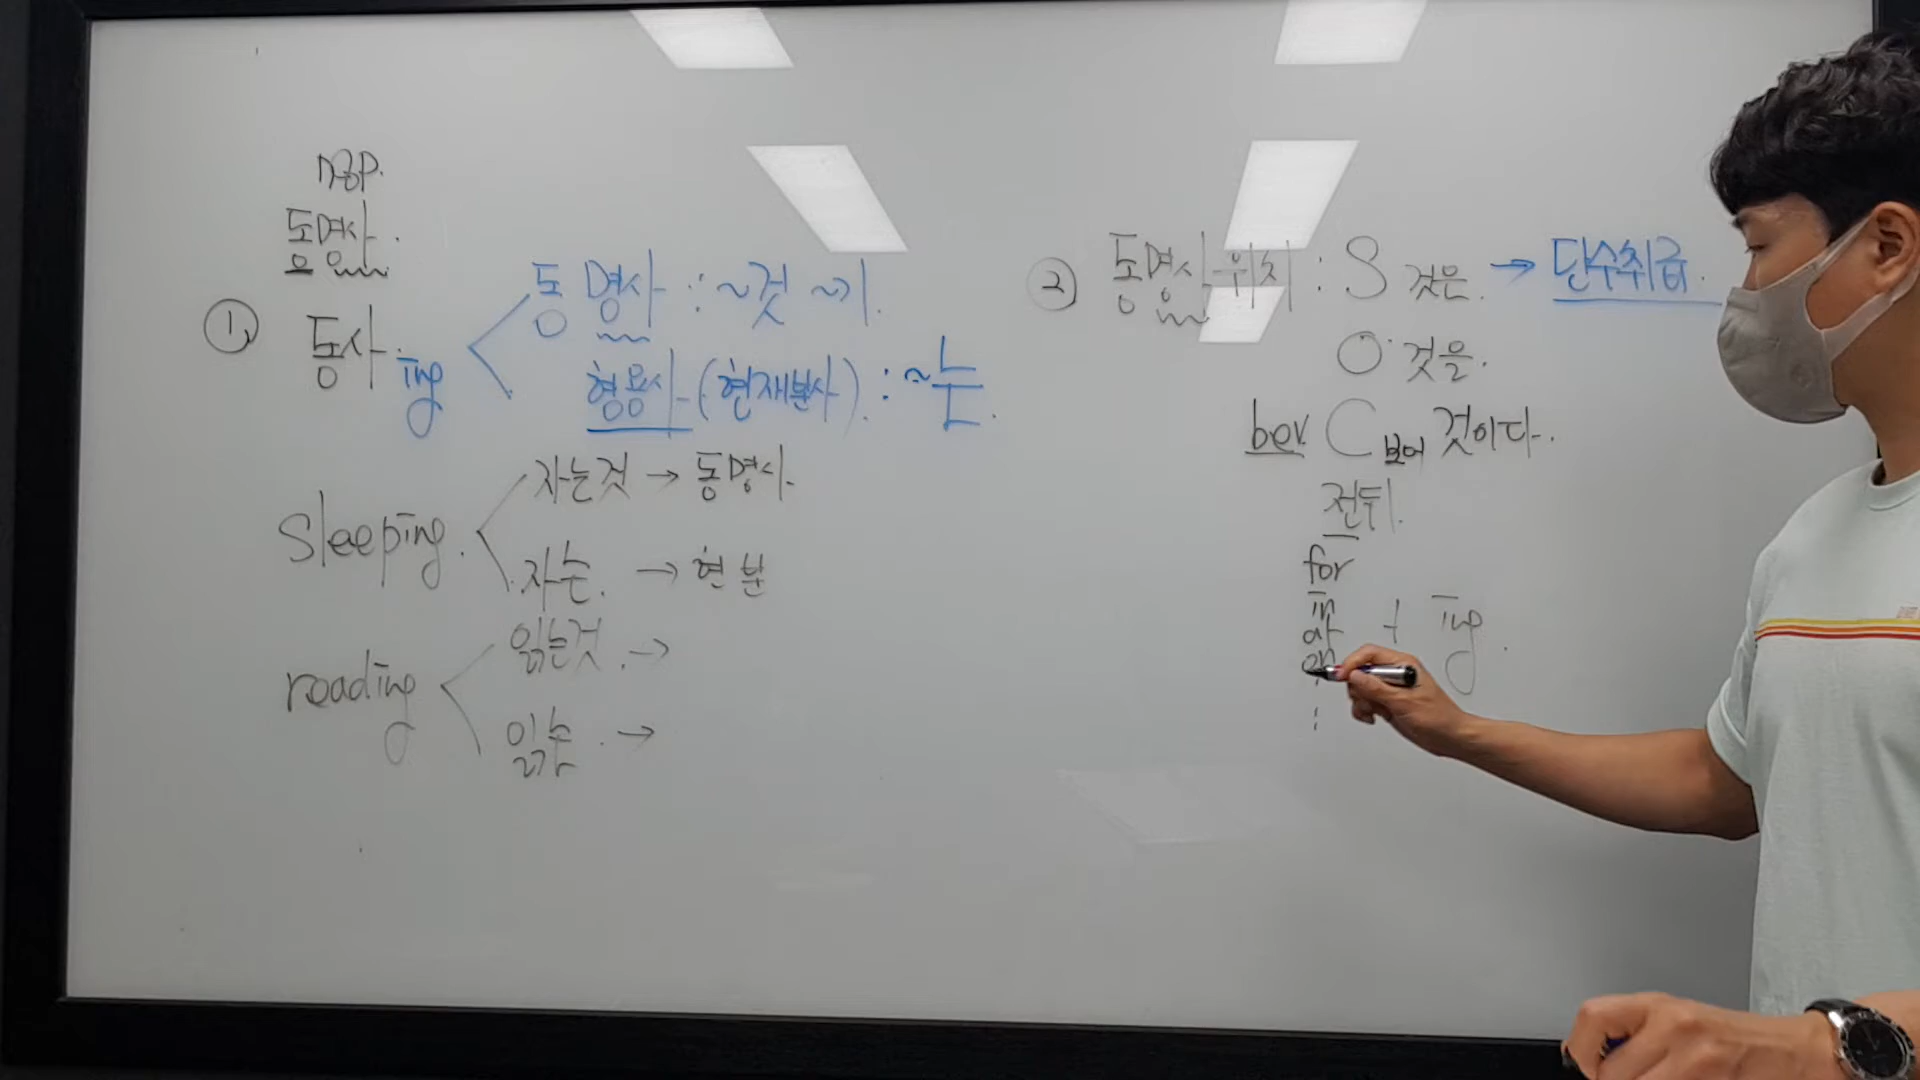 동명사.
① 동사.ing
동명사 : ~것 ~기.
형용사 (현재분사). : ~는.
Sleeping.
자는것 → 동명사.
자는. → 현분
reading
읽는것. →
읽는. →
② 동명사 위치 : S 것은. → 단수취급.
O 것을.
be v. C 보어 것이다.
전뒤.
for
in
at
on
+ ing.